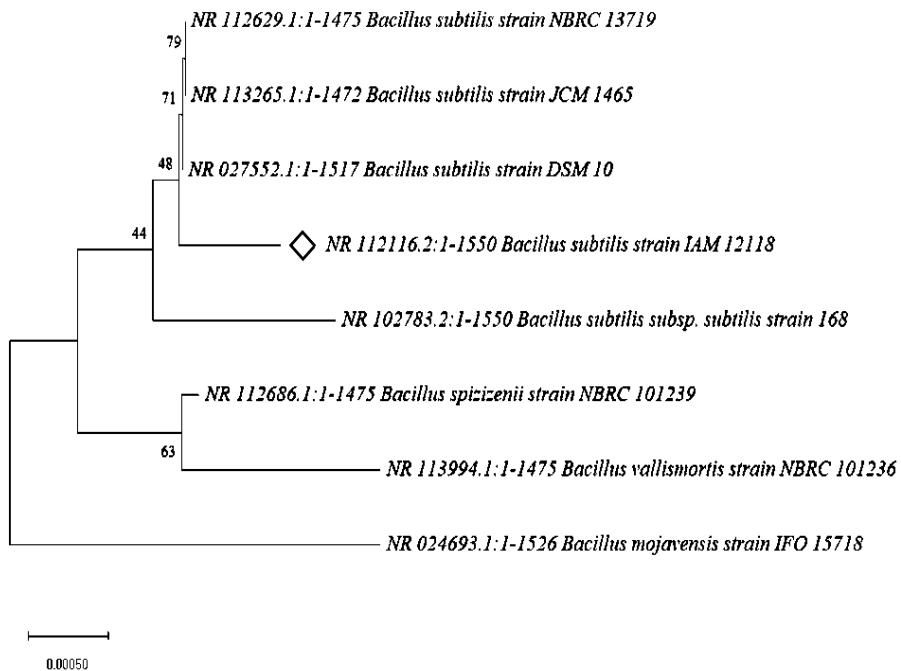 NR 112629.1:1-1475 Bacillus subtilis strain NBRC 13719
79
71
NR 113265.1:1-1472 Bacillus subtilis strain JCM 1465
48
NR 027552.1:1-1517 Bacillus subtilis strain DSM 10
44
NR 112116.2:1-1550 Bacillus subtilis strain IAM 12118
NR 102783.2:1-1550 Bacillus subtilis subsp. subtilis strain 168
NR 112686.1:1-1475 Bacillus spizizenii strain NBRC 101239
63
NR 113994.1:1-1475 Bacillus vallismortis strain NBRC 101236
NR 024693.1:1-1526 Bacillus mojavensis strain IFO 15718
0.00050